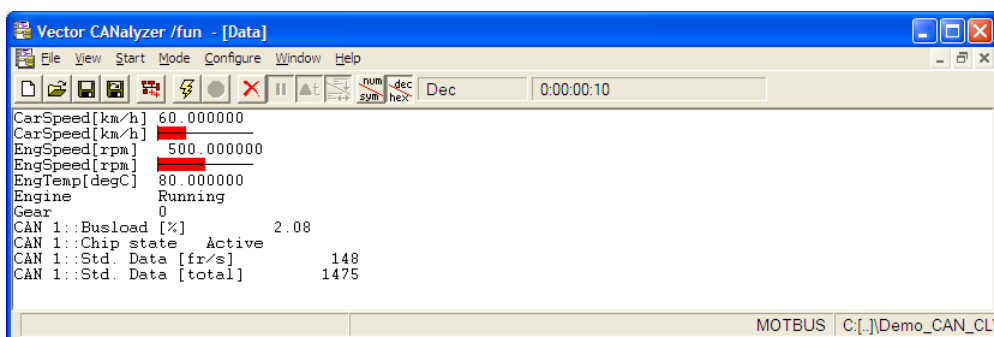 Vector CANalyzer /fun - [Data]
File View Start Mode Configure Window Help
num sym dec hex Dec 0:00:00:10
CarSpeed[km/h] 60.000000
CarSpeed[km/h]
EngSpeed[rpm] 500.000000
EngSpeed[rpm]
EngTemp[degC] 80.000000
Engine Running
Gear 0
CAN 1::Busload [%] 2.08
CAN 1::Chip state Active
CAN 1::Std. Data [fr/s] 148
CAN 1::Std. Data [total] 1475
MOTBUS C:[..]\Demo_CAN_CL